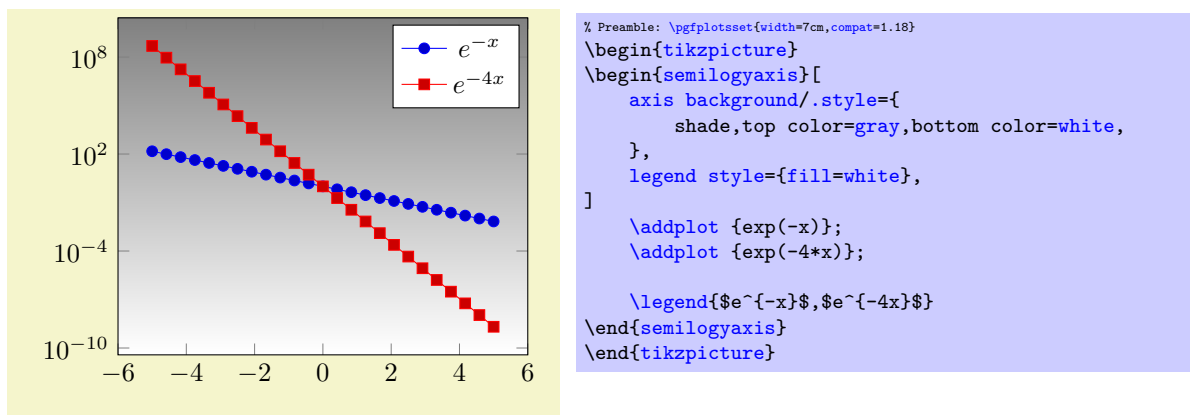 10^8
10^2
10^{-4}
10^{-10}
−6 −4 −2 0 2 4 6
e^{-x}
e^{-4x}
% Preamble: \pgfplotsset{width=7cm,compat=1.18}
\begin{tikzpicture}
\begin{semilogyaxis}[
    axis background/.style={
        shade,top color=gray,bottom color=white,
    },
    legend style={fill=white},
]
    \addplot {exp(-x)};
    \addplot {exp(-4*x)};

    \legend{$e^{-x}$,$e^{-4x}$}
\end{semilogyaxis}
\end{tikzpicture}